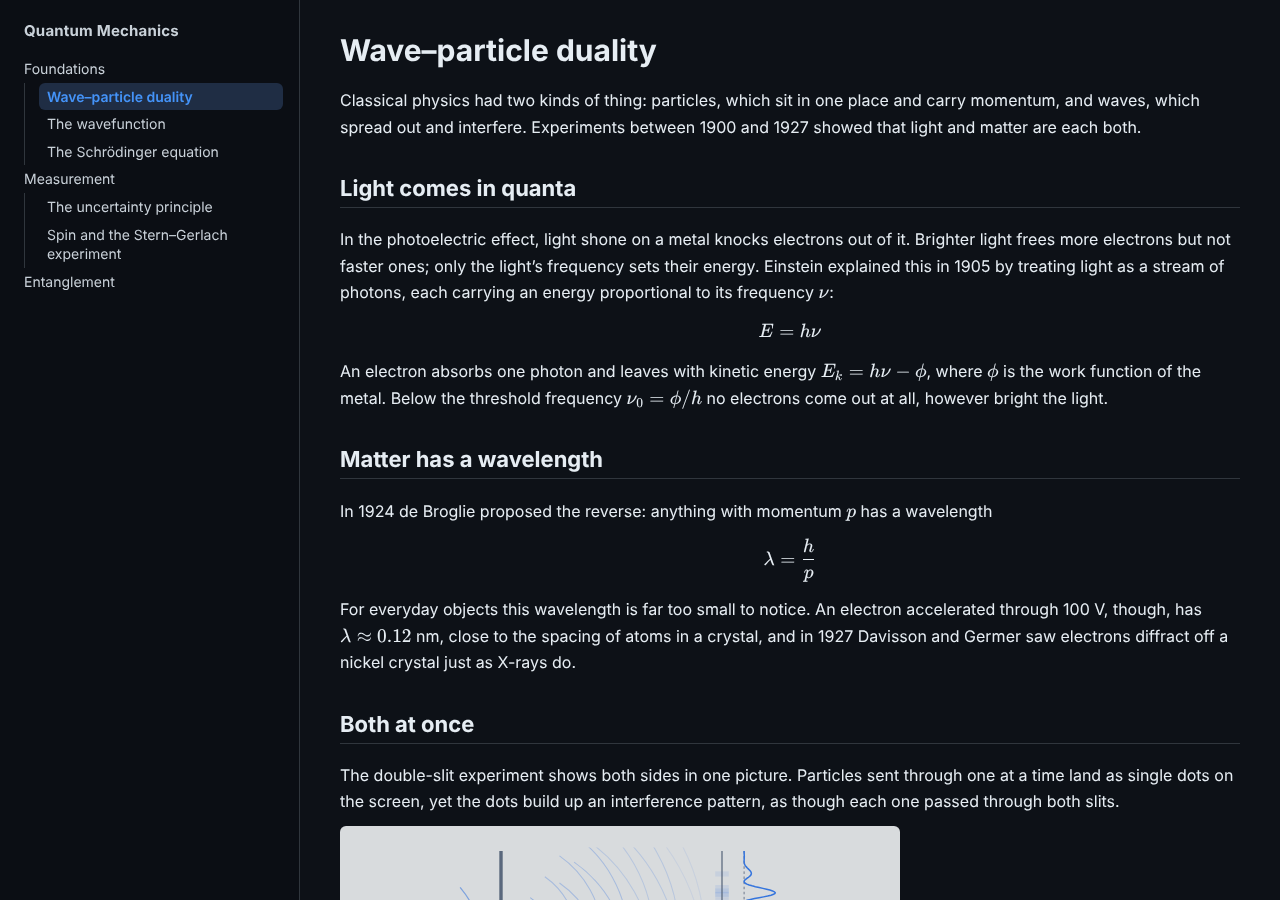 Quantum Mechanics
Foundations
Wave–particle duality
The wavefunction
The Schrödinger equation
Measurement
The uncertainty principle
Spin and the Stern–Gerlach
experiment
Entanglement
Wave–particle duality
Classical physics had two kinds of thing: particles, which sit in one place and carry momentum, and waves, which
spread out and interfere. Experiments between 1900 and 1927 showed that light and matter are each both.
Light comes in quanta
In the photoelectric effect, light shone on a metal knocks electrons out of it. Brighter light frees more electrons but not
faster ones; only the light’s frequency sets their energy. Einstein explained this in 1905 by treating light as a stream of
photons, each carrying an energy proportional to its frequency ν:
E = hν
An electron absorbs one photon and leaves with kinetic energy E_k = hν − ϕ, where ϕ is the work function of the
metal. Below the threshold frequency ν_0 = ϕ/h no electrons come out at all, however bright the light.
Matter has a wavelength
In 1924 de Broglie proposed the reverse: anything with momentum p has a wavelength
λ = h/p
For everyday objects this wavelength is far too small to notice. An electron accelerated through 100 V, though, has
λ ≈ 0.12 nm, close to the spacing of atoms in a crystal, and in 1927 Davisson and Germer saw electrons diffract off a
nickel crystal just as X-rays do.
Both at once
The double-slit experiment shows both sides in one picture. Particles sent through one at a time land as single dots on
the screen, yet the dots build up an interference pattern, as though each one passed through both slits.